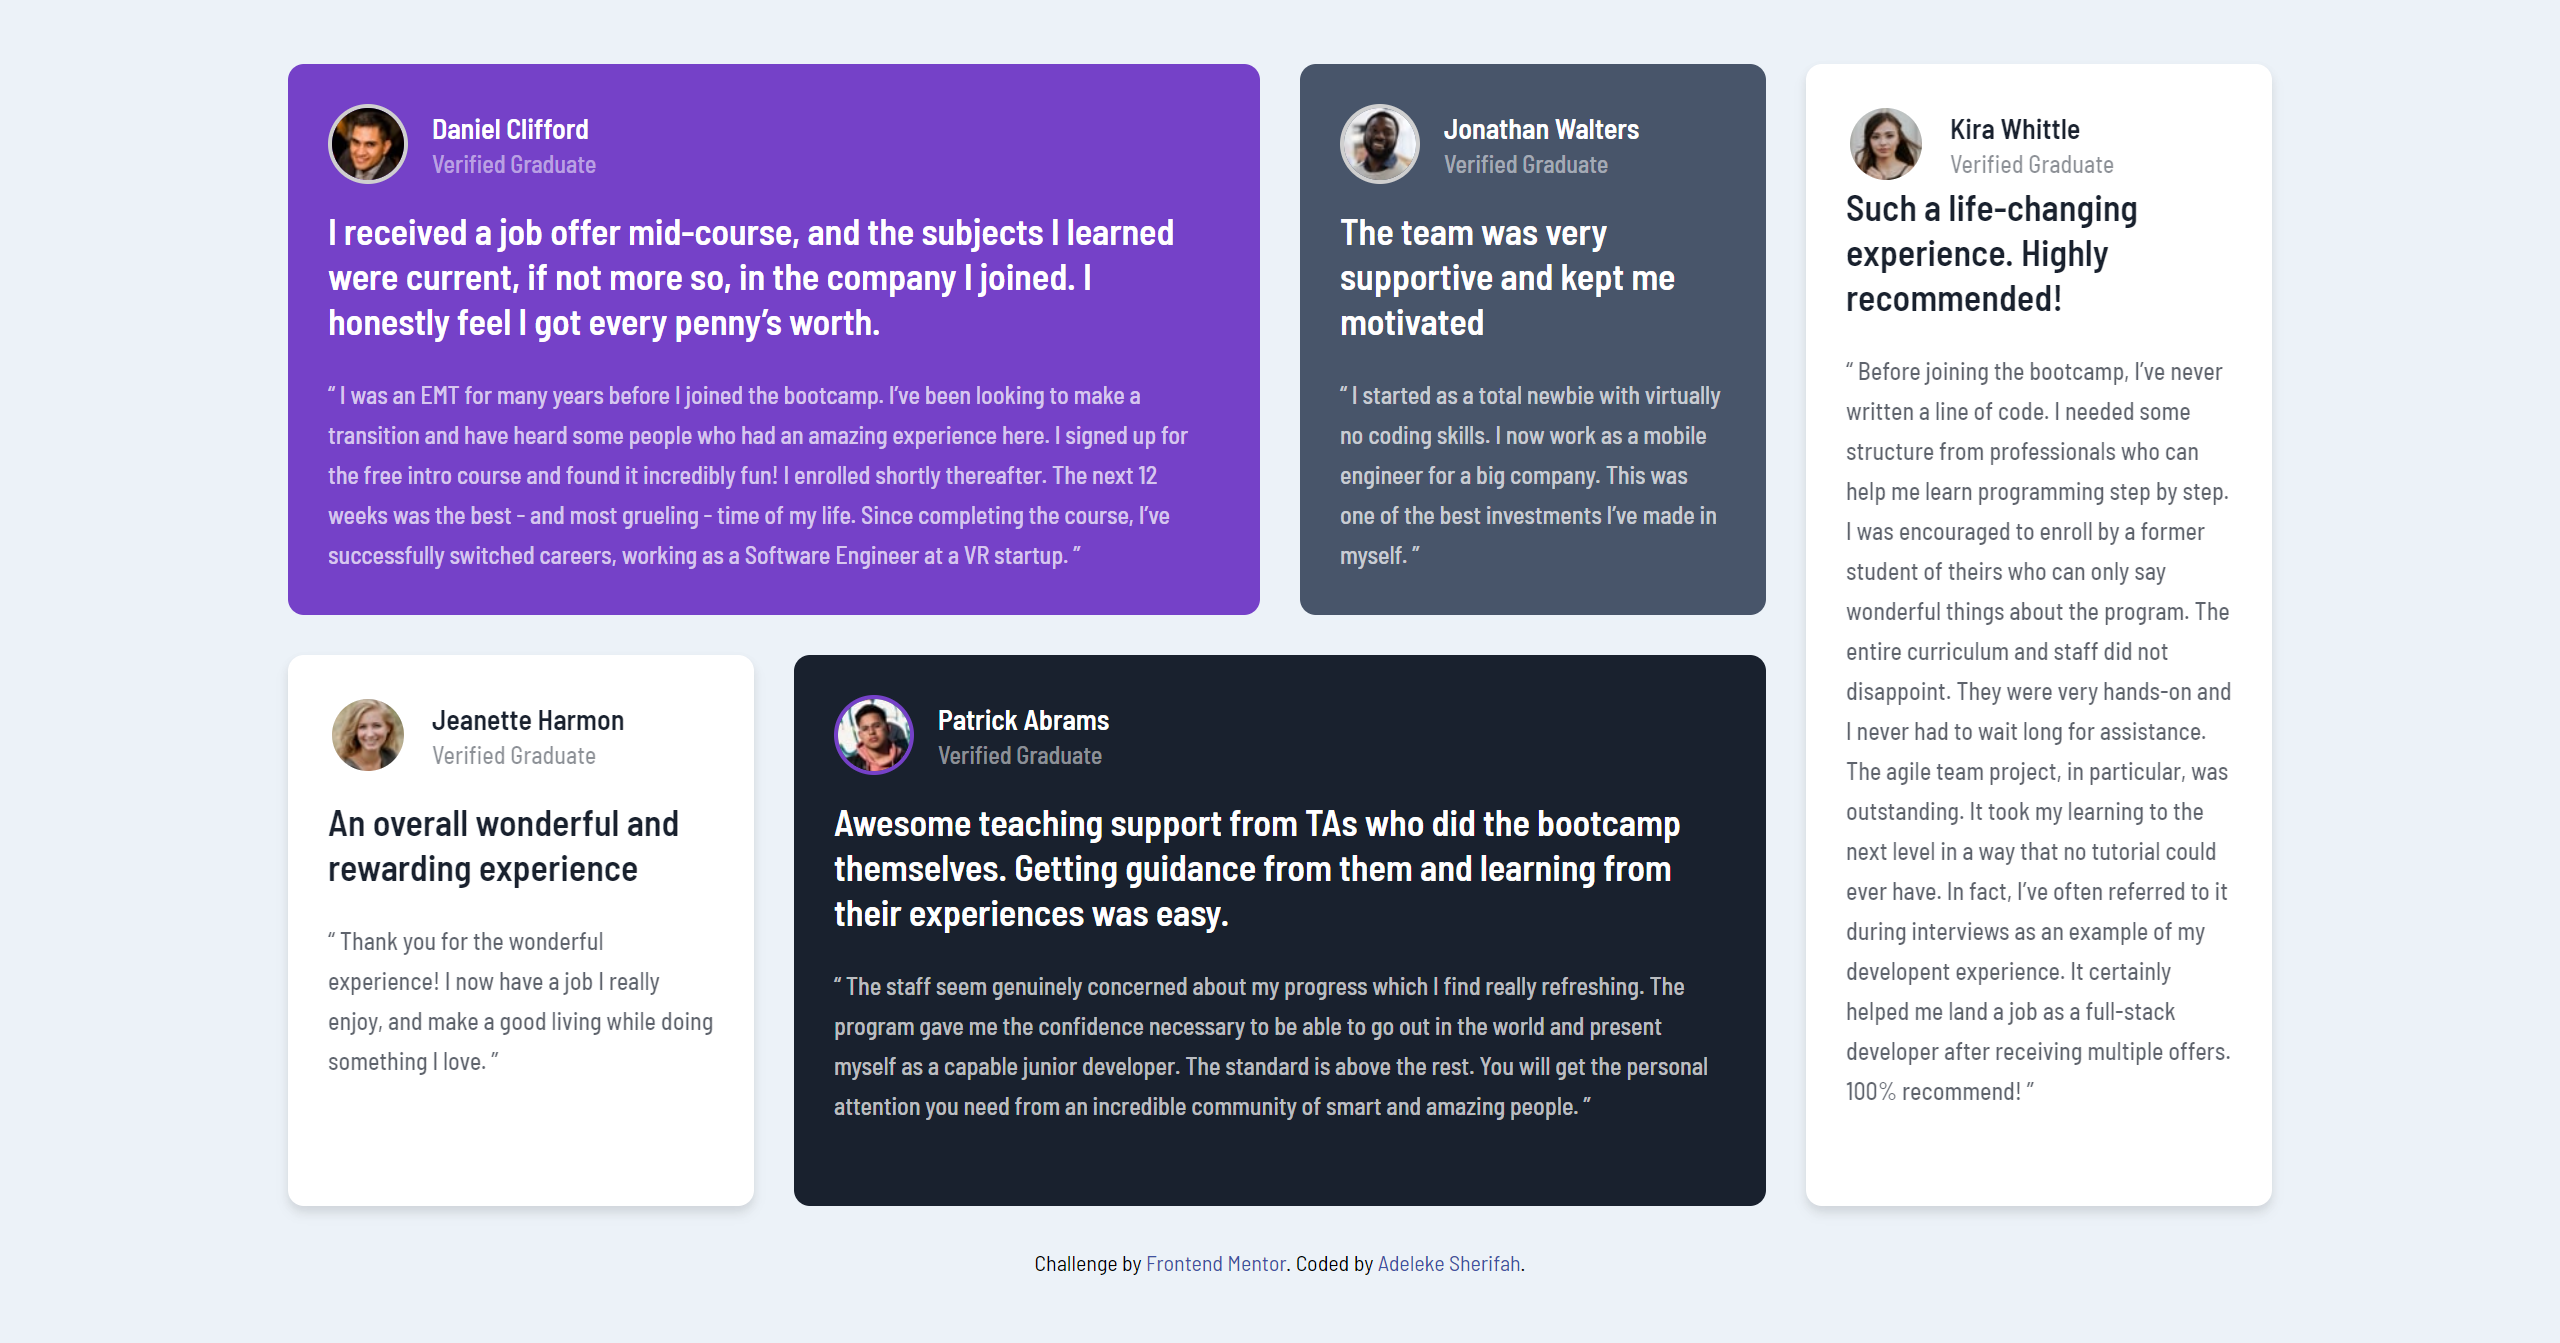 Daniel Clifford
Verified Graduate
I received a job offer mid-course, and the subjects I learned
were current, if not more so, in the company I joined. I
honestly feel I got every penny’s worth.
“ I was an EMT for many years before I joined the bootcamp. I’ve been looking to make a
transition and have heard some people who had an amazing experience here. I signed up for
the free intro course and found it incredibly fun! I enrolled shortly thereafter. The next 12
weeks was the best - and most grueling - time of my life. Since completing the course, I’ve
successfully switched careers, working as a Software Engineer at a VR startup. ”
Jonathan Walters
Verified Graduate
The team was very
supportive and kept me
motivated
“ I started as a total newbie with virtually
no coding skills. I now work as a mobile
engineer for a big company. This was
one of the best investments I’ve made in
myself. ”
Kira Whittle
Verified Graduate
Such a life-changing
experience. Highly
recommended!
“ Before joining the bootcamp, I’ve never
written a line of code. I needed some
structure from professionals who can
help me learn programming step by step.
I was encouraged to enroll by a former
student of theirs who can only say
wonderful things about the program. The
entire curriculum and staff did not
disappoint. They were very hands-on and
I never had to wait long for assistance.
The agile team project, in particular, was
outstanding. It took my learning to the
next level in a way that no tutorial could
ever have. In fact, I’ve often referred to it
during interviews as an example of my
developent experience. It certainly
helped me land a job as a full-stack
developer after receiving multiple offers.
100% recommend! ”
Jeanette Harmon
Verified Graduate
An overall wonderful and
rewarding experience
“ Thank you for the wonderful
experience! I now have a job I really
enjoy, and make a good living while doing
something I love. ”
Patrick Abrams
Verified Graduate
Awesome teaching support from TAs who did the bootcamp
themselves. Getting guidance from them and learning from
their experiences was easy.
“ The staff seem genuinely concerned about my progress which I find really refreshing. The
program gave me the confidence necessary to be able to go out in the world and present
myself as a capable junior developer. The standard is above the rest. You will get the personal
attention you need from an incredible community of smart and amazing people. ”
Challenge by Frontend Mentor. Coded by Adeleke Sherifah.